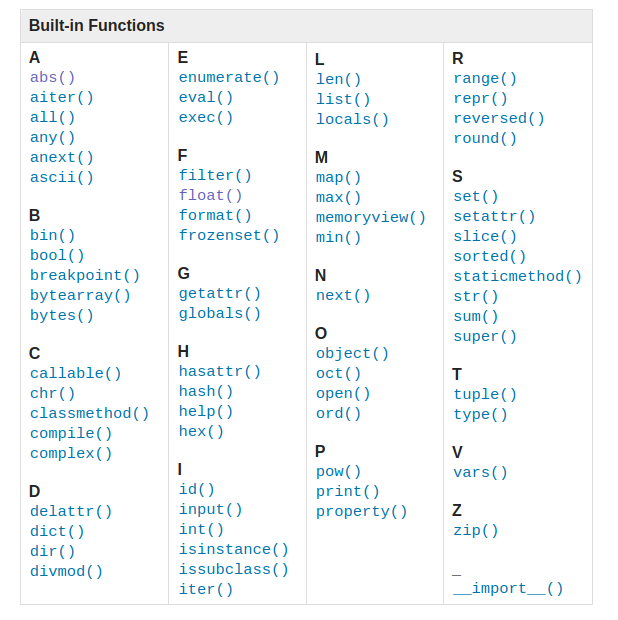 Built-in Functions
A
abs()
aiter()
all()
any()
anext()
ascii()
B
bin()
bool()
breakpoint()
bytearray()
bytes()
C
callable()
chr()
classmethod()
compile()
complex()
D
delattr()
dict()
dir()
divmod()
E
enumerate()
eval()
exec()
F
filter()
float()
format()
frozenset()
G
getattr()
globals()
H
hasattr()
hash()
help()
hex()
I
id()
input()
int()
isinstance()
issubclass()
iter()
L
len()
list()
locals()
M
map()
max()
memoryview()
min()
N
next()
O
object()
oct()
open()
ord()
P
pow()
print()
property()
R
range()
repr()
reversed()
round()
S
set()
setattr()
slice()
sorted()
staticmethod()
str()
sum()
super()
T
tuple()
type()
V
vars()
Z
zip()
_
__import__()